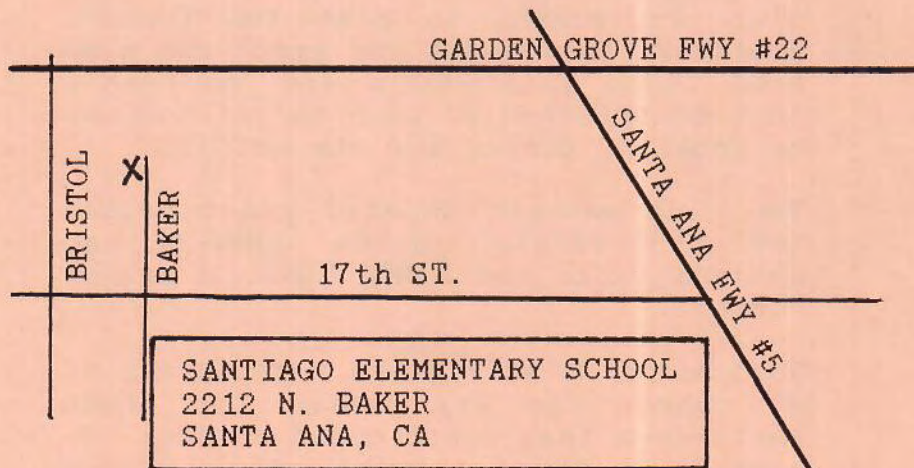 GARDEN GROVE FWY #22
SANTA ANA FWY #5
BRISTOL
X
BAKER
17th ST.
SANTIAGO ELEMENTARY SCHOOL
2212 N. BAKER
SANTA ANA, CA